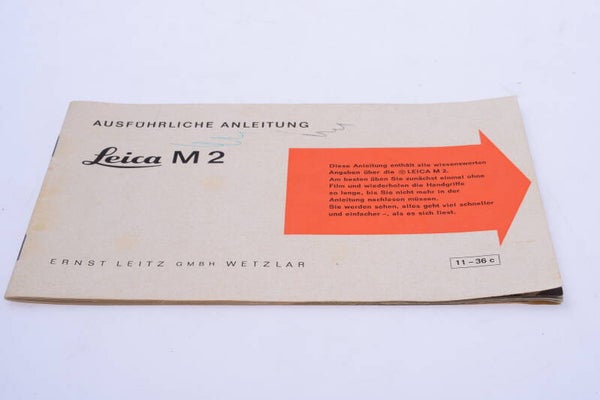 AUSFÜHRLICHE ANLEITUNG
Leica M2
Diese Anleitung enthält alle wissenswerten
Angaben über die ⓒ LEICA M 2.
Am besten üben Sie zunächst einmal ohne
Film und wiederholen die Handgriffe
so lange, bis Sie nicht mehr in der
Anleitung nachlesen müssen.
Sie werden sehen, alles geht viel schneller
und einfacher –, als es sich liest.
ERNST LEITZ GMBH WETZLAR
11 – 36 c